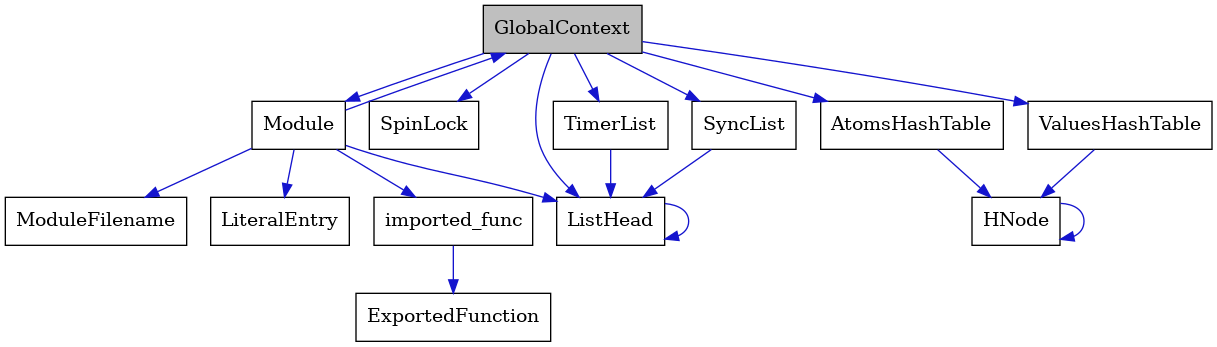 GlobalContext
Module
SpinLock
TimerList
SyncList
AtomsHashTable
ValuesHashTable
ModuleFilename
LiteralEntry
imported_func
ListHead
HNode
ExportedFunction